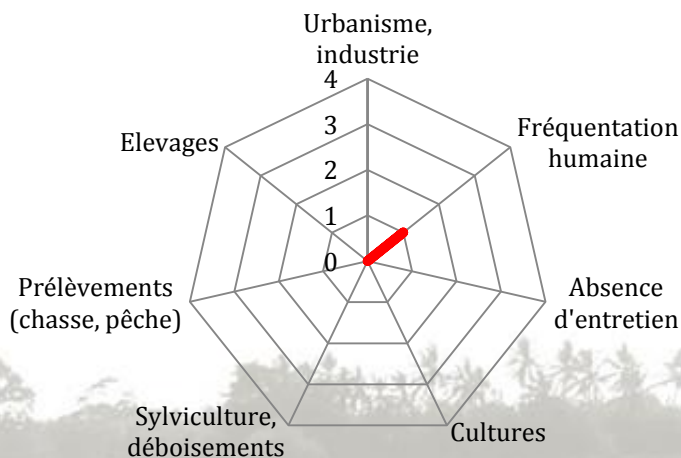 Urbanisme,
industrie
4
3
2
1
0
Fréquentation
humaine
Absence
d'entretien
Cultures
Sylviculture,
déboisements
Prélèvements
(chasse, pêche)
Elevages